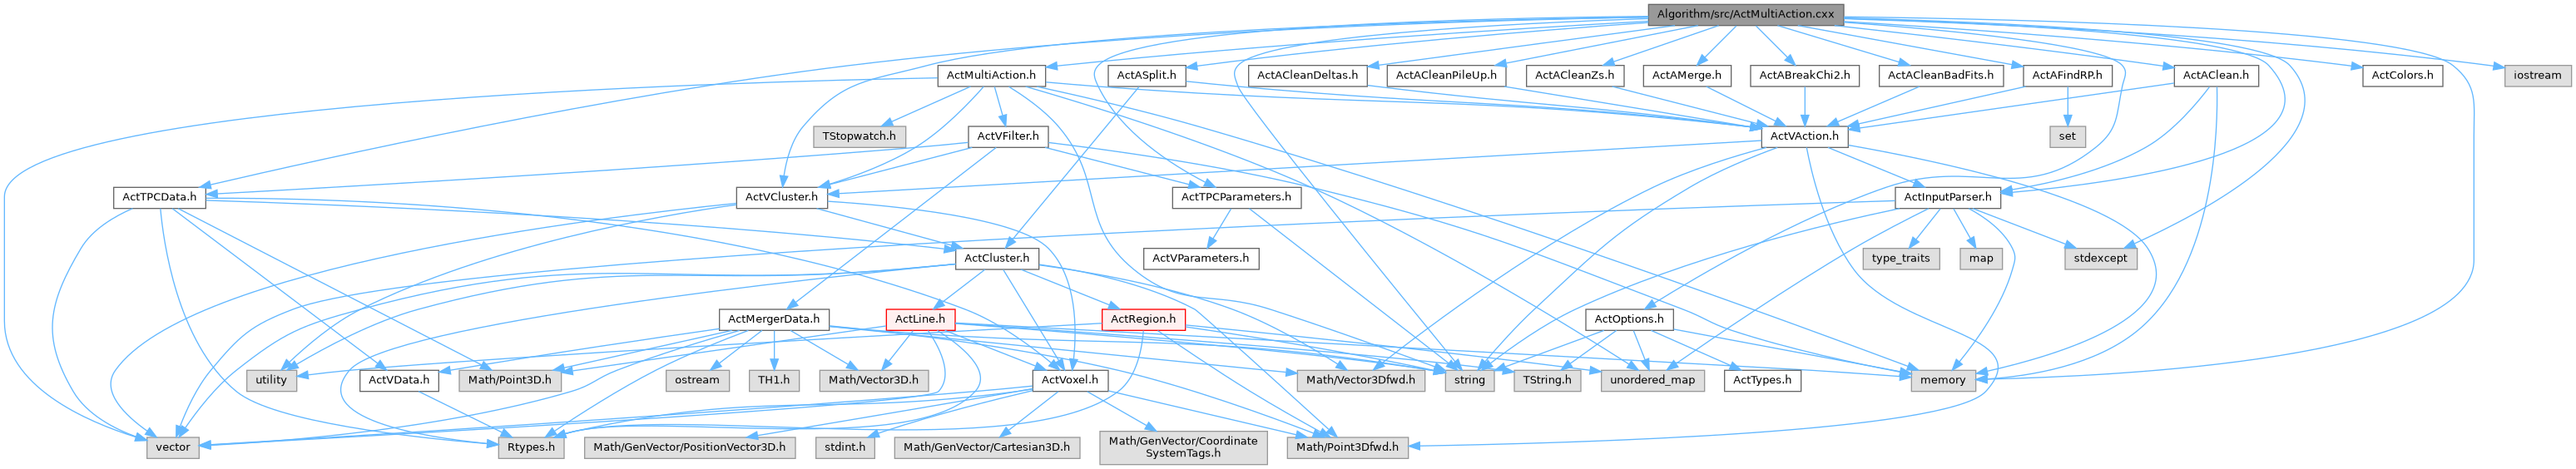 Algorithm/src/ActMultiAction.cxx
ActMultiAction.h
ActASplit.h
ActACleanDeltas.h
ActACleanPileUp.h
ActACleanZs.h
ActAMerge.h
ActABreakChi2.h
ActACleanBadFits.h
ActAFindRP.h
ActAClean.h
ActColors.h
iostream
TStopwatch.h
ActVFilter.h
ActVAction.h
set
ActTPCData.h
ActVCluster.h
ActTPCParameters.h
ActInputParser.h
ActCluster.h
ActVParameters.h
type_traits
map
stdexcept
ActMergerData.h
ActLine.h
ActRegion.h
ActOptions.h
utility
ActVData.h
Math/Point3D.h
ostream
TH1.h
Math/Vector3D.h
ActVoxel.h
Math/Vector3Dfwd.h
string
TString.h
unordered_map
ActTypes.h
memory
vector
Rtypes.h
Math/GenVector/PositionVector3D.h
stdint.h
Math/GenVector/Cartesian3D.h
Math/GenVector/Coordinate
SystemTags.h
Math/Point3Dfwd.h